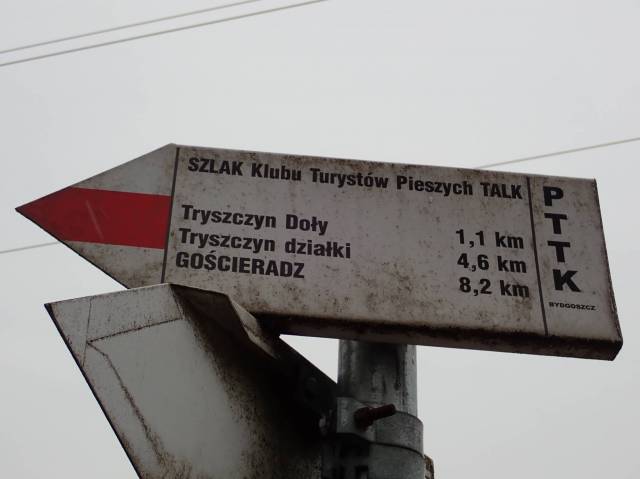 SZLAK Klubu Turystów Pieszych TALK
Tryszczyn Doły 1,1 km
Tryszczyn działki 4,6 km
GOŚCIERADZ 8,2 km
PTTK
BYDGOSZCZ